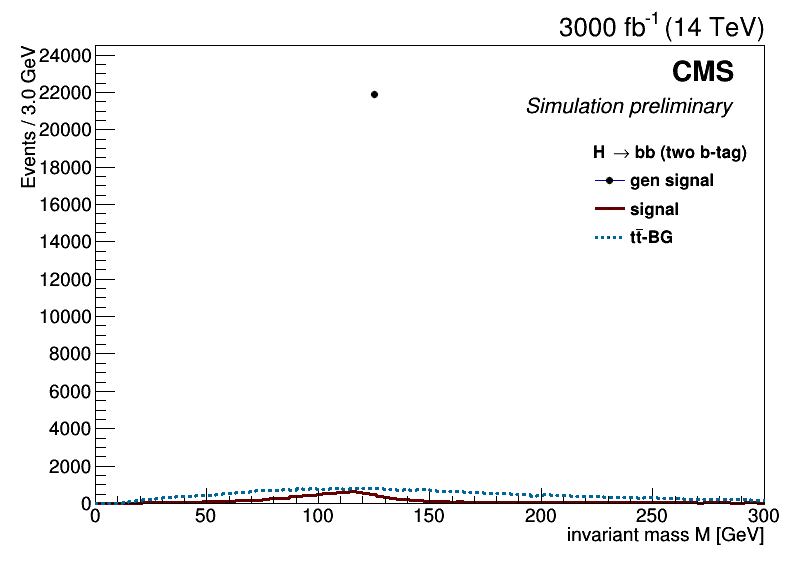 3000 fb⁻¹ (14 TeV)
CMS
Simulation preliminary
H → bb (two b-tag)
gen signal
signal
tt̄-BG
Events / 3.0 GeV
24000
22000
20000
18000
16000
14000
12000
10000
8000
6000
4000
2000
0
0 50 100 150 200 250 300
invariant mass M [GeV]